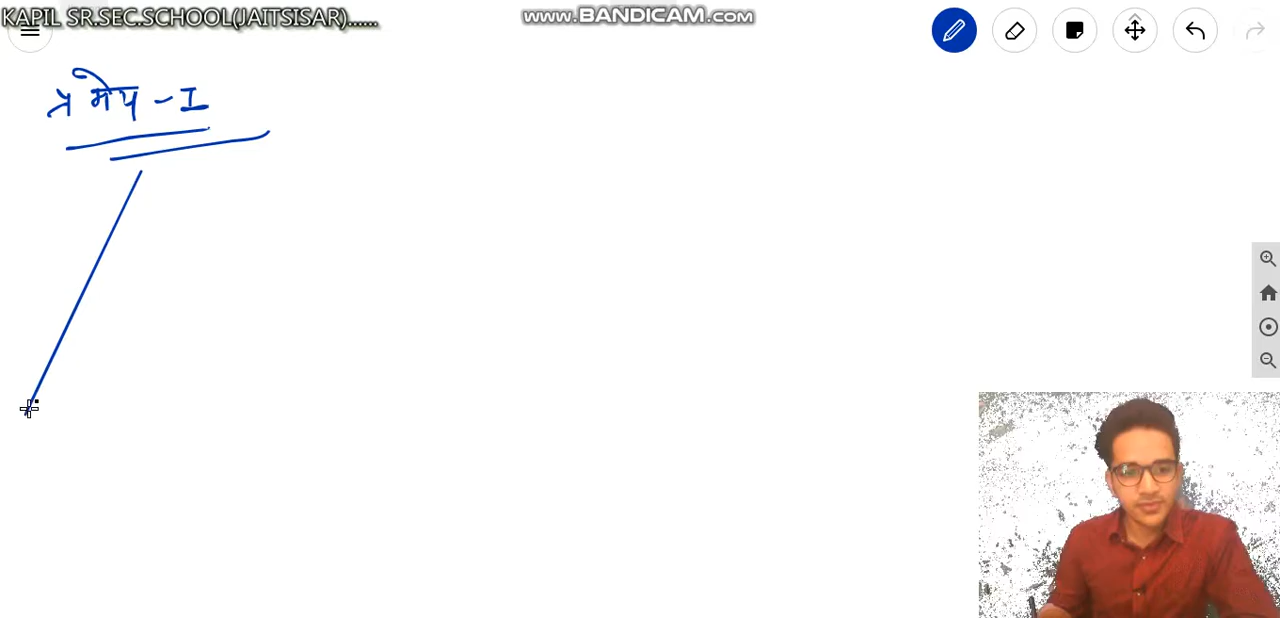 KAPIL SR.SEC.SCHOOL(JAITSISAR)......
www.BANDICAM.com
प्रमेय - I